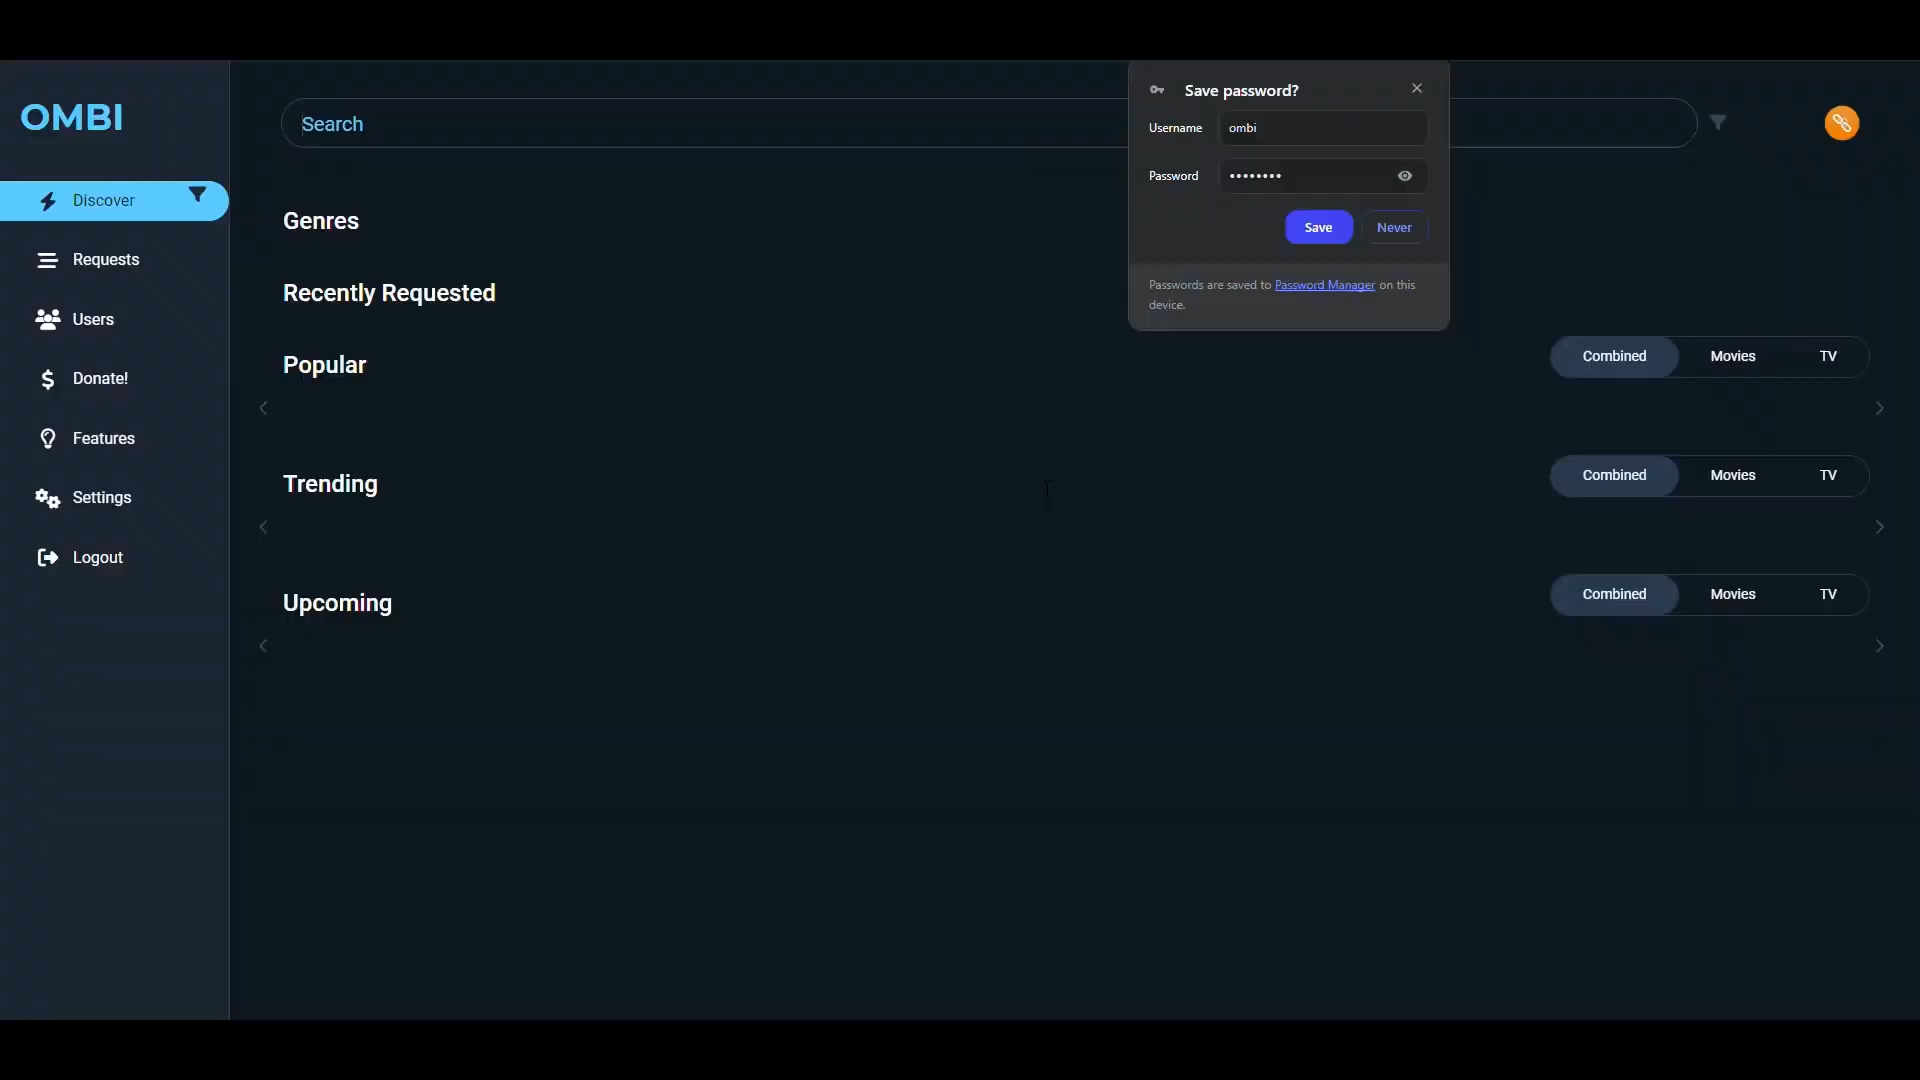 OMBI
Search
Save password?
Username ombi
Password ••••••••
Save Never
Passwords are saved to Password Manager on this
device.
Discover
Requests
Users
Donate!
Features
Settings
Logout
Genres
Recently Requested
Popular
Combined Movies TV
Trending
Combined Movies TV
Upcoming
Combined Movies TV